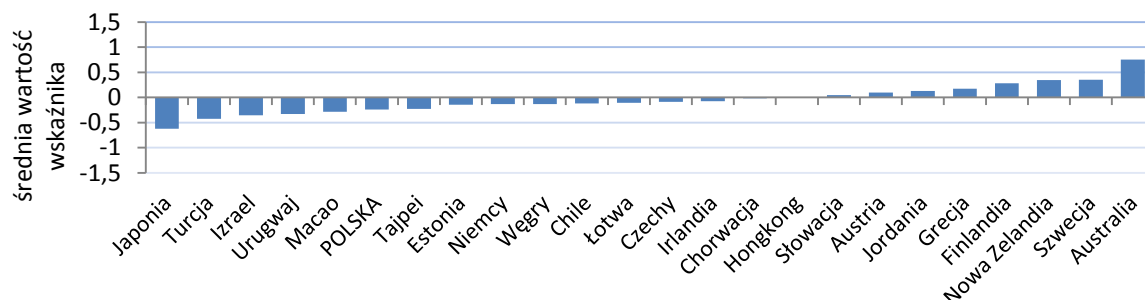 średnia wartość
wskaźnika
1,5
1
0,5
0
-0,5
-1
-1,5
Japonia
Turcja
Izrael
Urugwaj
Macao
POLSKA
Tajpei
Estonia
Niemcy
Węgry
Chile
Łotwa
Czechy
Irlandia
Chorwacja
Hongkong
Słowacja
Austria
Jordania
Grecja
Finlandia
Nowa Zelandia
Szwecja
Australia